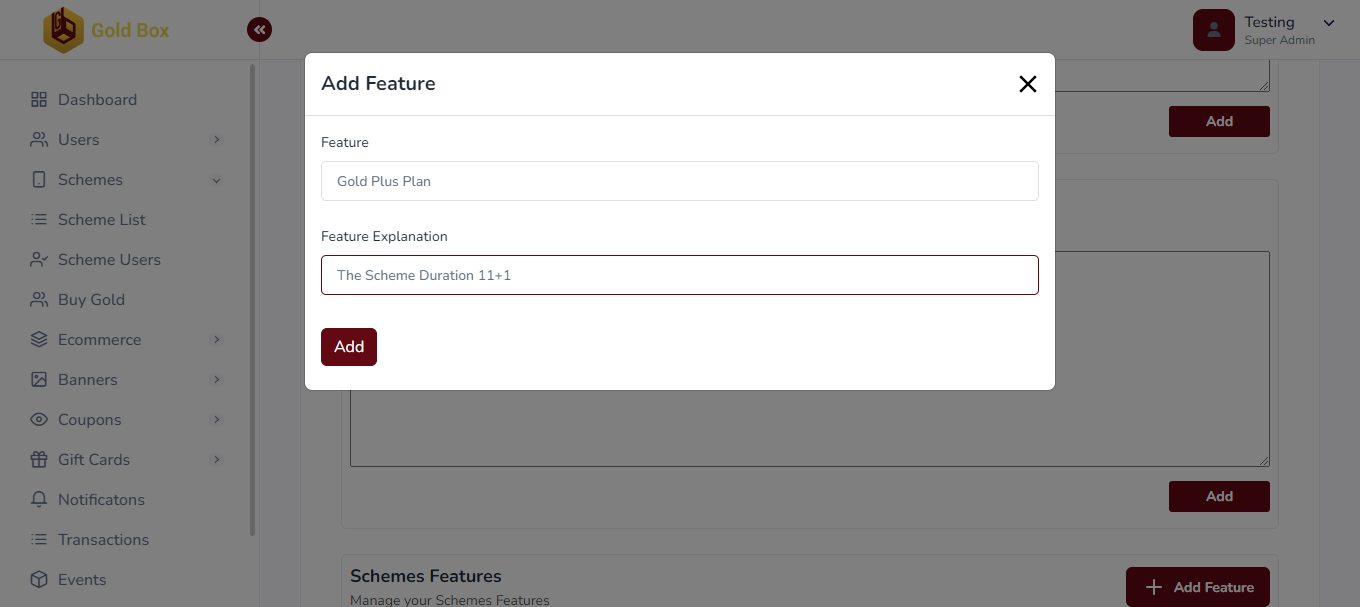 Gold Box
Testing
Super Admin
Dashboard
Users
Schemes
Scheme List
Scheme Users
Buy Gold
Ecommerce
Banners
Coupons
Gift Cards
Notificatons
Transactions
Events
Add Feature
Feature
Gold Plus Plan
Feature Explanation
The Scheme Duration 11+1
Add
Add
Add
Schemes Features
Manage your Schemes Features
Add Feature